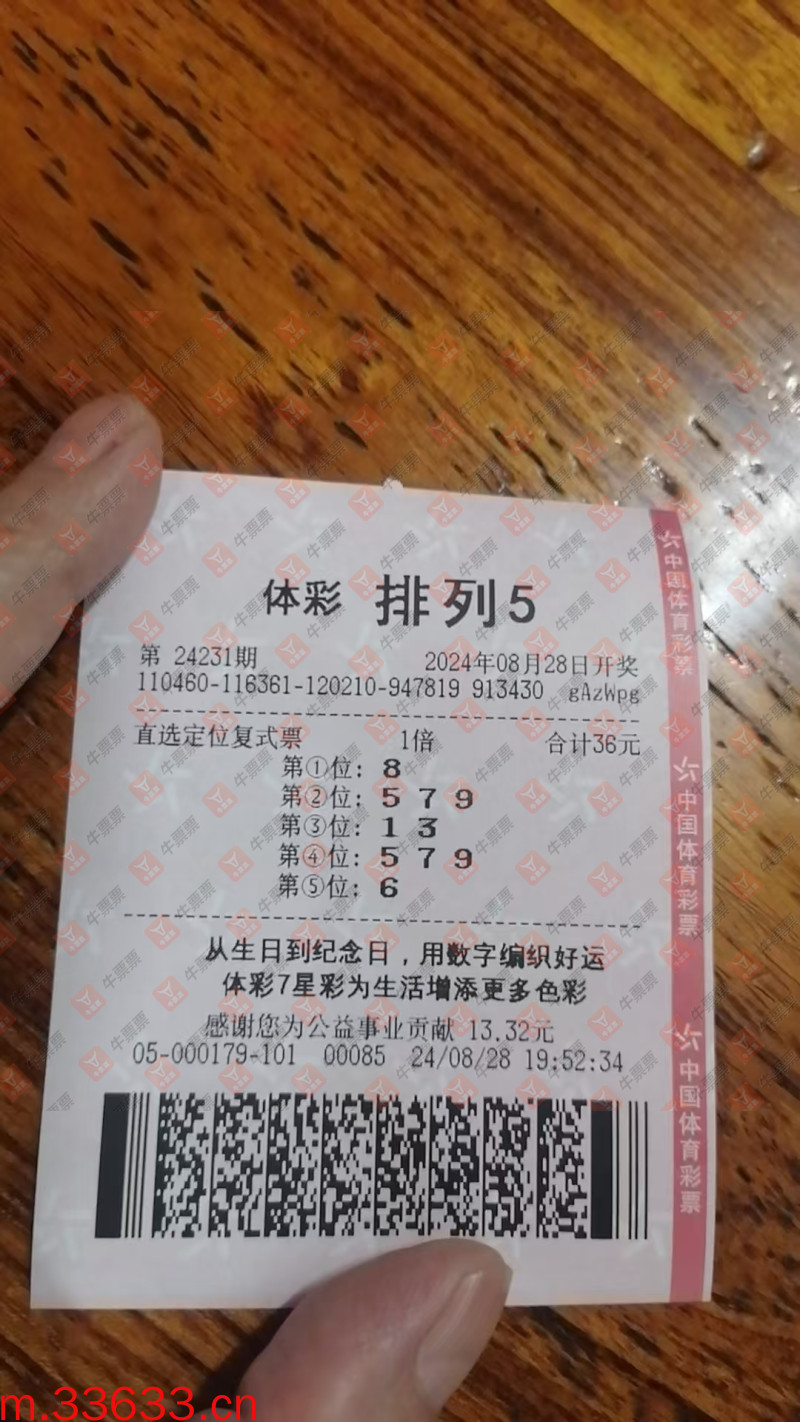 体彩 排列5
第 24231期 2024年08月28日开奖
110460-116361-120210-947819 913430 gAzWpg
直选定位复式票 1倍 合计36元
第①位: 8
第②位: 5 7 9
第③位: 1 3
第④位: 5 7 9
第⑤位: 6
从生日到纪念日，用数字编织好运
体彩7星彩为生活增添更多色彩
感谢您为公益事业贡献 13.32元
05-000179-101 00085 24/08/28 19:52:34
中国体育彩票
中国体育彩票
中国体育彩票
牛票票
m.33633.cn